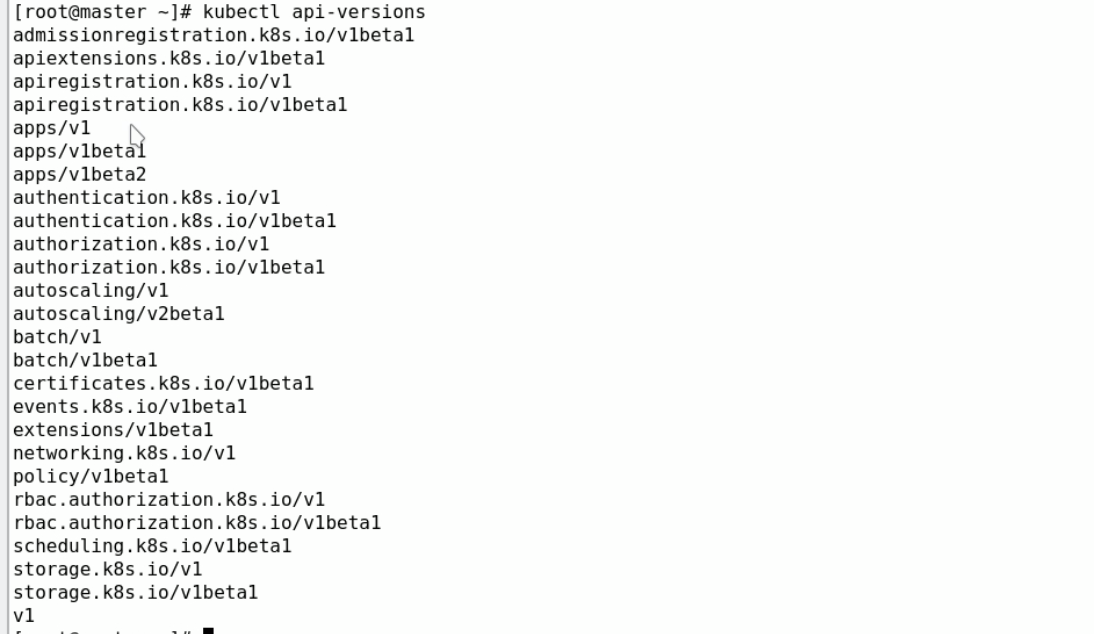 [root@master ~]# kubectl api-versions
admissionregistration.k8s.io/v1beta1
apiextensions.k8s.io/v1beta1
apiregistration.k8s.io/v1
apiregistration.k8s.io/v1beta1
apps/v1
apps/v1beta1
apps/v1beta2
authentication.k8s.io/v1
authentication.k8s.io/v1beta1
authorization.k8s.io/v1
authorization.k8s.io/v1beta1
autoscaling/v1
autoscaling/v2beta1
batch/v1
batch/v1beta1
certificates.k8s.io/v1beta1
events.k8s.io/v1beta1
extensions/v1beta1
networking.k8s.io/v1
policy/v1beta1
rbac.authorization.k8s.io/v1
rbac.authorization.k8s.io/v1beta1
scheduling.k8s.io/v1beta1
storage.k8s.io/v1
storage.k8s.io/v1beta1
v1